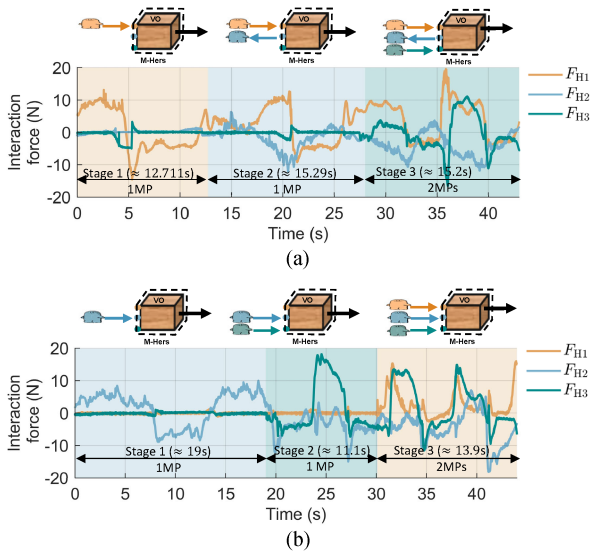 VO
VO
VO
M-Hers
M-Hers
M-Hers
Interaction
force (N)
20
10
0
-10
-20
Stage 1 (≈ 12.711s)
1MP
Stage 2 (≈ 15.29s)
1 MP
Stage 3 (≈ 15.2s)
2MPs
F_H1
F_H2
F_H3
0
5
10
15
20
25
30
35
40
Time (s)
(a)
VO
VO
VO
M-Hers
M-Hers
M-Hers
Interaction
force (N)
20
10
0
-10
-20
Stage 1 (≈ 19s)
1MP
Stage 2 (≈ 11.1s)
1 MP
Stage 3 (≈ 13.9s)
2MPs
F_H1
F_H2
F_H3
0
5
10
15
20
25
30
35
40
Time (s)
(b)